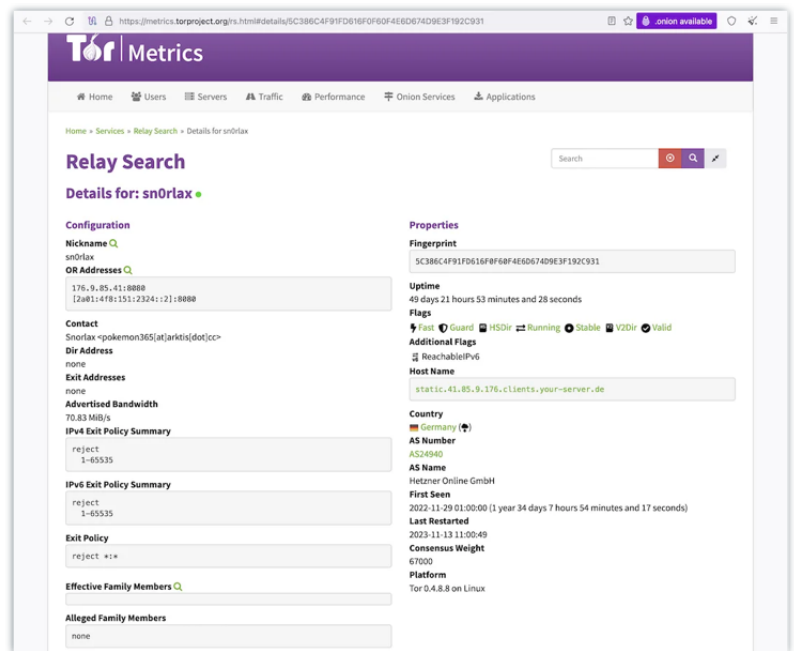 https://metrics.torproject.org/rs.html#details/5C386C4F91FD616F0F60F4E6D674D9E3F192C931
.onion available
Tor Metrics
Home
Users
Servers
Traffic
Performance
Onion Services
Applications
Home » Services » Relay Search » Details for sn0rlax
Relay Search
Search
Details for: sn0rlax
Configuration
Nickname
sn0rlax
OR Addresses
176.9.85.41:8080
[2a01:4f8:151:2324::2]:8080
Contact
Snorlax <pokemon365[at]arktis[dot]cc>
Dir Address
none
Exit Addresses
none
Advertised Bandwidth
70.83 MiB/s
IPv4 Exit Policy Summary
reject
1-65535
IPv6 Exit Policy Summary
reject
1-65535
Exit Policy
reject *:*
Effective Family Members
Alleged Family Members
none
Properties
Fingerprint
5C386C4F91FD616F0F60F4E6D674D9E3F192C931
Uptime
49 days 21 hours 53 minutes and 28 seconds
Flags
Fast Guard HSDir Running Stable V2Dir Valid
Additional Flags
ReachableIPv6
Host Name
static.41.85.9.176.clients.your-server.de
Country
Germany ( )
AS Number
AS24940
AS Name
Hetzner Online GmbH
First Seen
2022-11-29 01:00:00 (1 year 34 days 7 hours 54 minutes and 17 seconds)
Last Restarted
2023-11-13 11:00:49
Consensus Weight
67000
Platform
Tor 0.4.8.8 on Linux